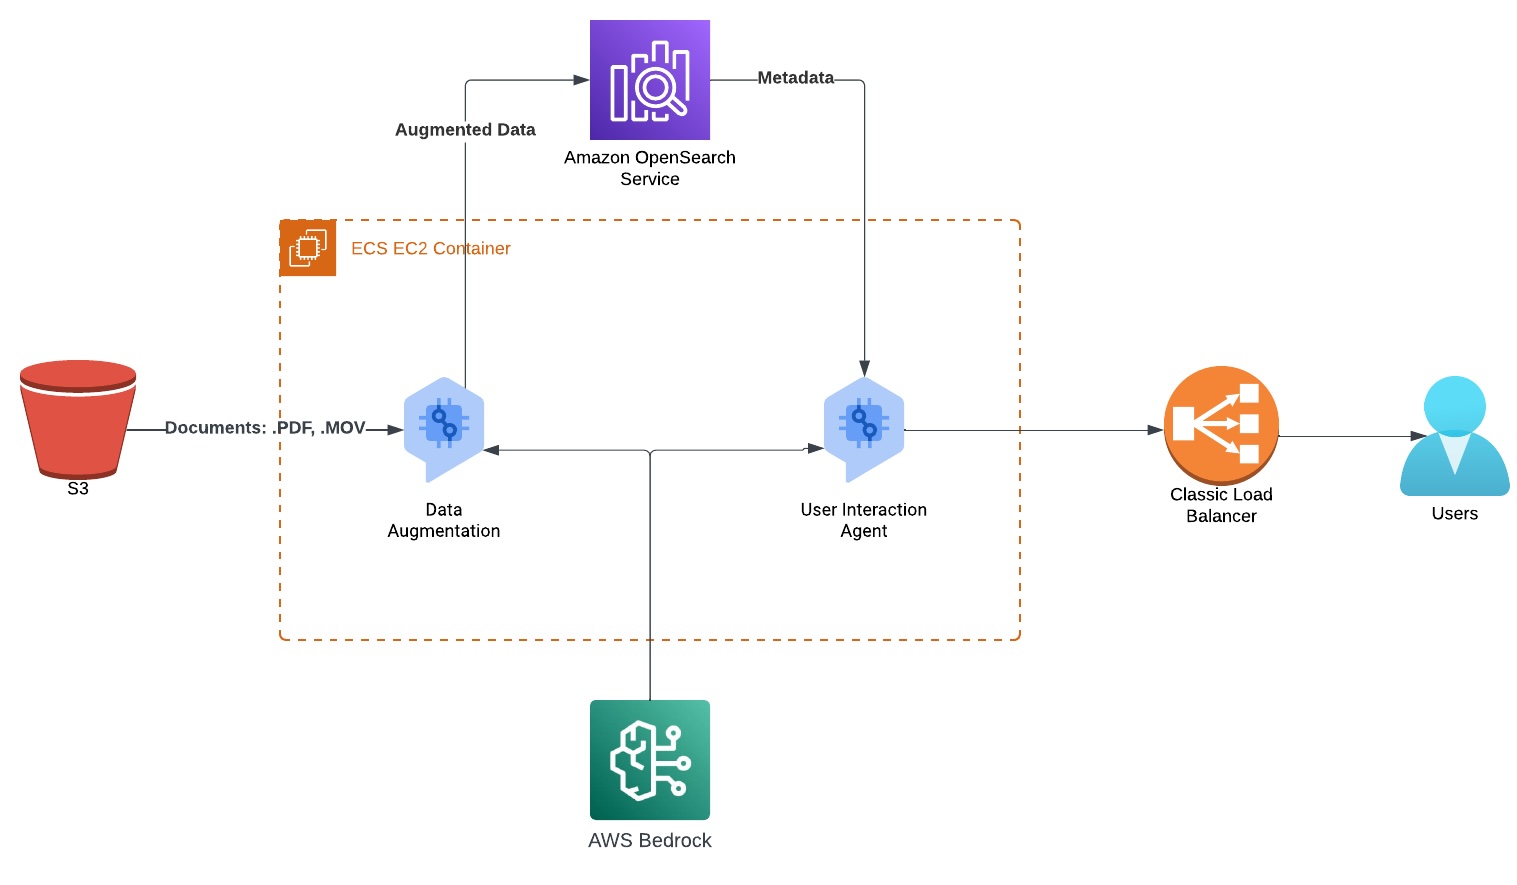 Metadata
Augmented Data
Amazon OpenSearch
Service
ECS EC2 Container
Documents: .PDF, .MOV
S3
Data
Augmentation
User Interaction
Agent
Classic Load
Balancer
Users
AWS Bedrock